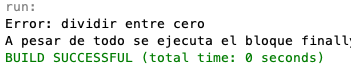 run:
Error: dividir entre cero
A pesar de todo se ejecuta el bloque finally
BUILD SUCCESSFUL (total time: 0 seconds)